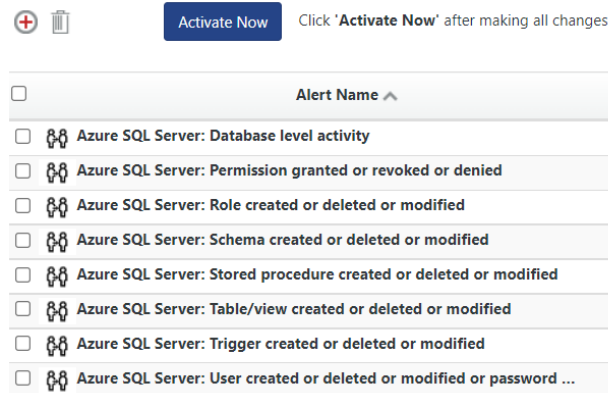 Activate Now Click 'Activate Now' after making all changes
Alert Name
Azure SQL Server: Database level activity
Azure SQL Server: Permission granted or revoked or denied
Azure SQL Server: Role created or deleted or modified
Azure SQL Server: Schema created or deleted or modified
Azure SQL Server: Stored procedure created or deleted or modified
Azure SQL Server: Table/view created or deleted or modified
Azure SQL Server: Trigger created or deleted or modified
Azure SQL Server: User created or deleted or modified or password ...